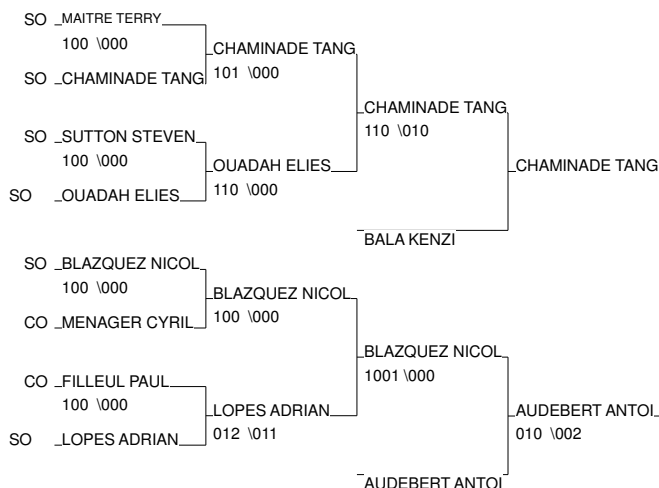 SO MAITRE TERRY
100 \000
CHAMINADE TANG
SO CHAMINADE TANG
101 \000
CHAMINADE TANG
SO SUTTON STEVEN
110 \010
100 \000
OUADAH ELIES
CHAMINADE TANG
SO OUADAH ELIES
110 \000
BALA KENZI
SO BLAZQUEZ NICOL
100 \000
BLAZQUEZ NICOL
CO MENAGER CYRIL
100 \000
BLAZQUEZ NICOL
CO FILLEUL PAUL
1001 \000
100 \000
LOPES ADRIAN
AUDEBERT ANTOI
SO LOPES ADRIAN
012 \011
010 \002
AUDEBERT ANTOI